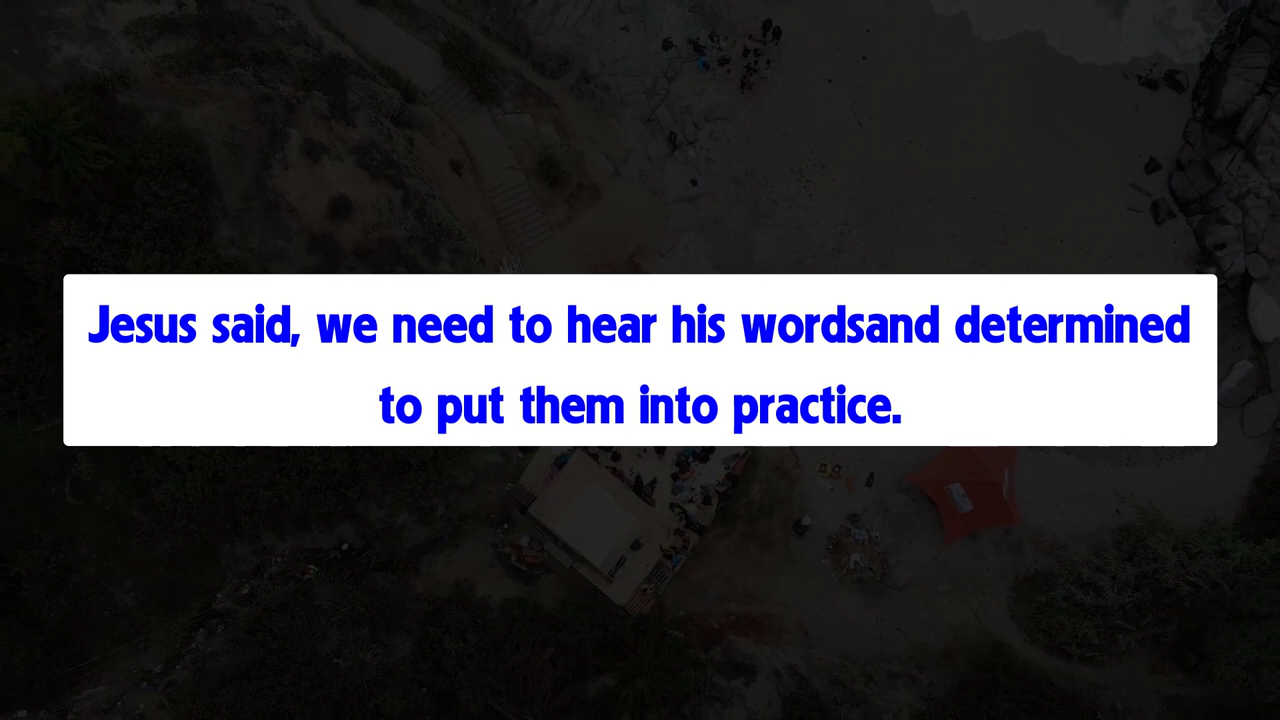 Jesus said, we need to hear his wordsand determined
to put them into practice.